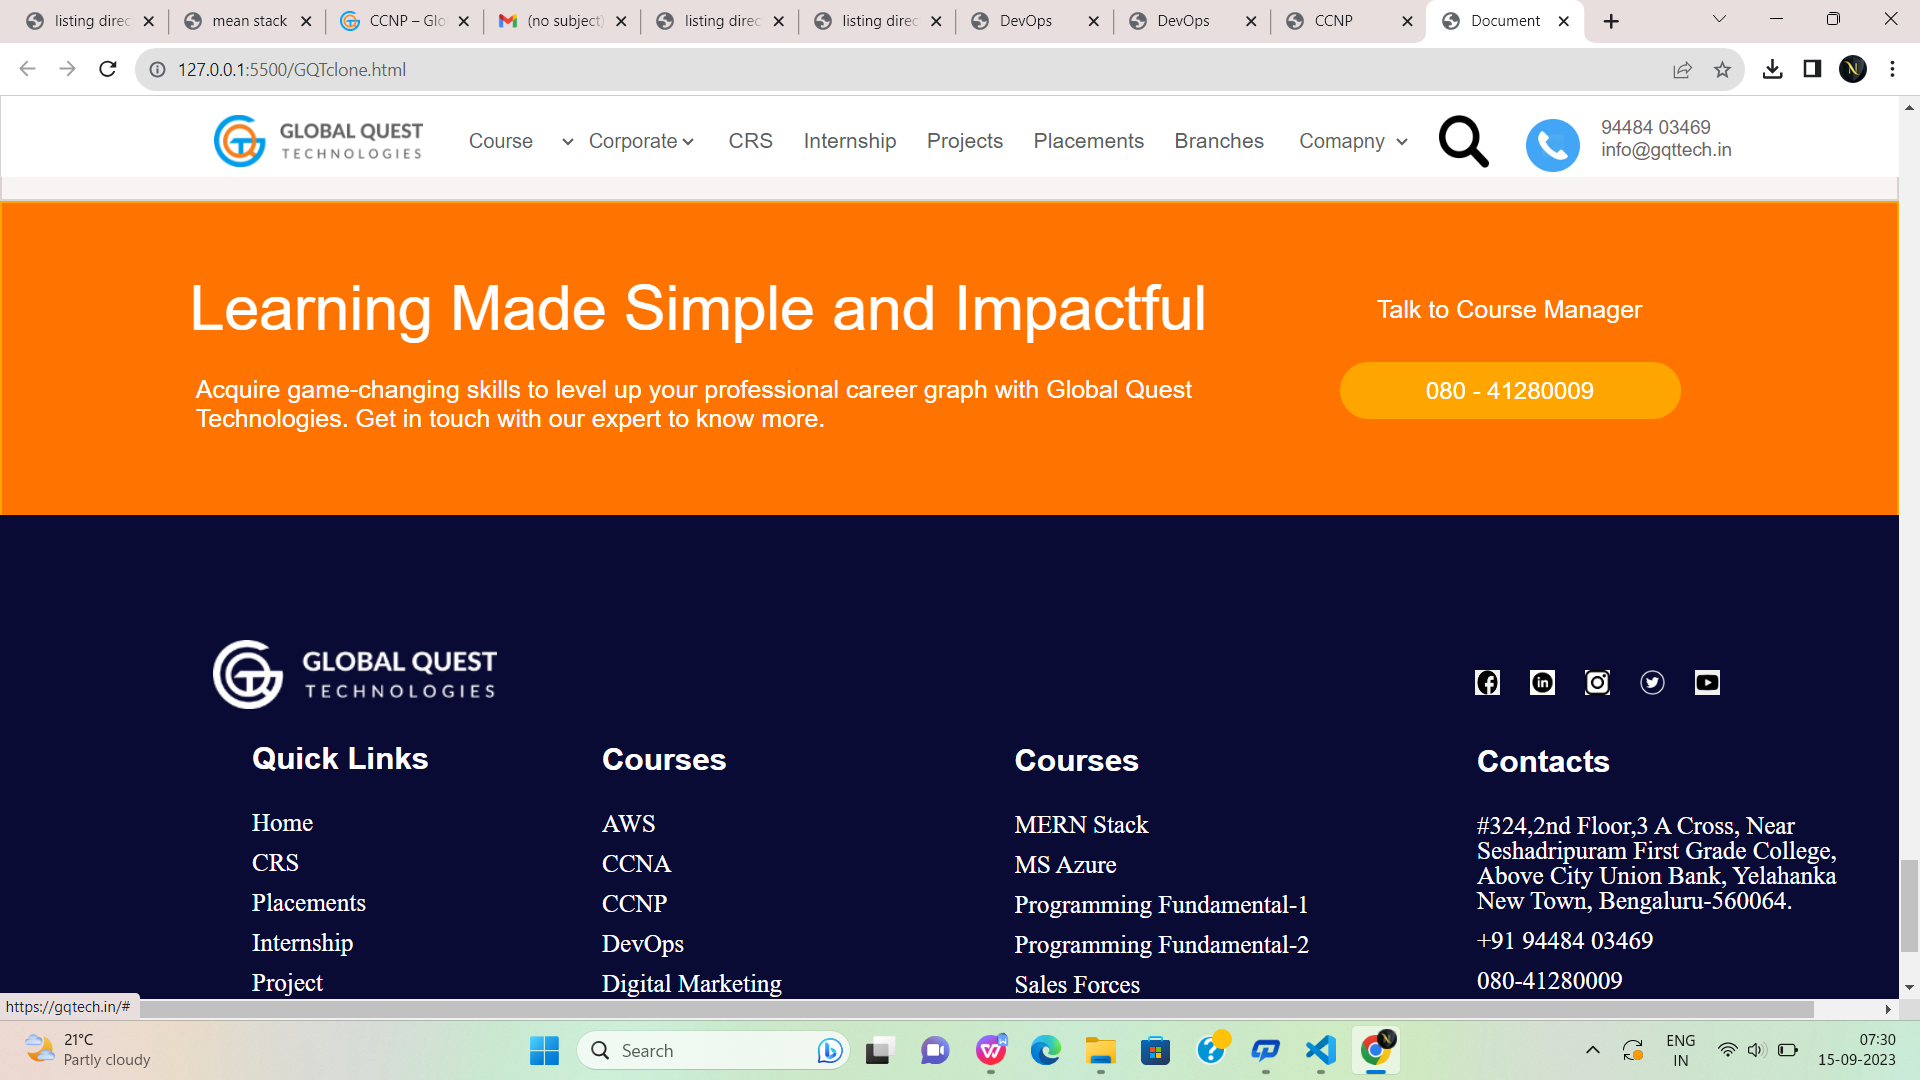 listing direc
mean stack
CCNP – Glo
(no subject)
listing direc
listing direc
DevOps
DevOps
CCNP
Document
127.0.0.1:5500/GQTclone.html
GLOBAL QUEST
TECHNOLOGIES
Course
Corporate
CRS
Internship
Projects
Placements
Branches
Comapny
94484 03469
info@gqttech.in
Learning Made Simple and Impactful
Talk to Course Manager
Acquire game-changing skills to level up your professional career graph with Global Quest
Technologies. Get in touch with our expert to know more.
080 - 41280009
GLOBAL QUEST
TECHNOLOGIES
Quick Links
Home
CRS
Placements
Internship
Project
Courses
AWS
CCNA
CCNP
DevOps
Digital Marketing
Courses
MERN Stack
MS Azure
Programming Fundamental-1
Programming Fundamental-2
Sales Forces
Contacts
#324,2nd Floor,3 A Cross, Near
Seshadripuram First Grade College,
Above City Union Bank, Yelahanka
New Town, Bengaluru-560064.
+91 94484 03469
080-41280009
https://gqtech.in/#
21°C
Partly cloudy
Search
ENG
IN
07:30
15-09-2023